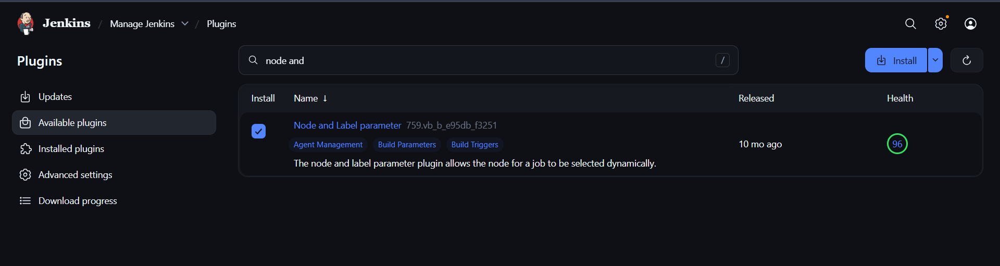 Jenkins / Manage Jenkins / Plugins
Plugins
node and /
Install
Updates
Available plugins
Installed plugins
Advanced settings
Download progress
Install Name ↓ Released Health
Node and Label parameter 759.vb_b_e95db_f3251
Agent Management Build Parameters Build Triggers
The node and label parameter plugin allows the node for a job to be selected dynamically.
10 mo ago
96